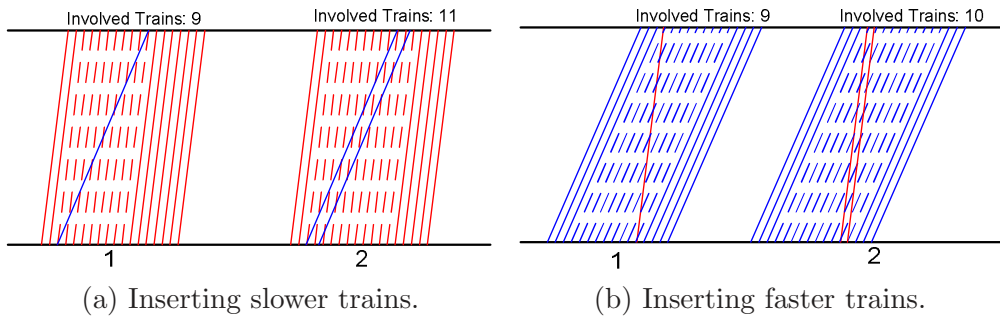 Involved Trains: 9
Involved Trains: 11
Involved Trains: 9
Involved Trains: 10
1
2
1
2
(a) Inserting slower trains.
(b) Inserting faster trains.